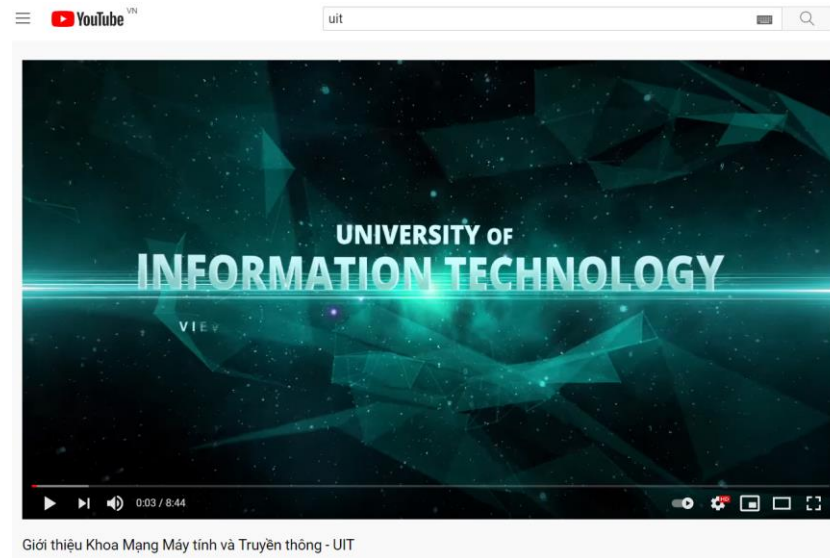 YouTube VN
uit
UNIVERSITY OF
INFORMATION TECHNOLOGY
VIE
0:03 / 8:44
HD
Giới thiệu Khoa Mạng Máy tính và Truyền thông - UIT